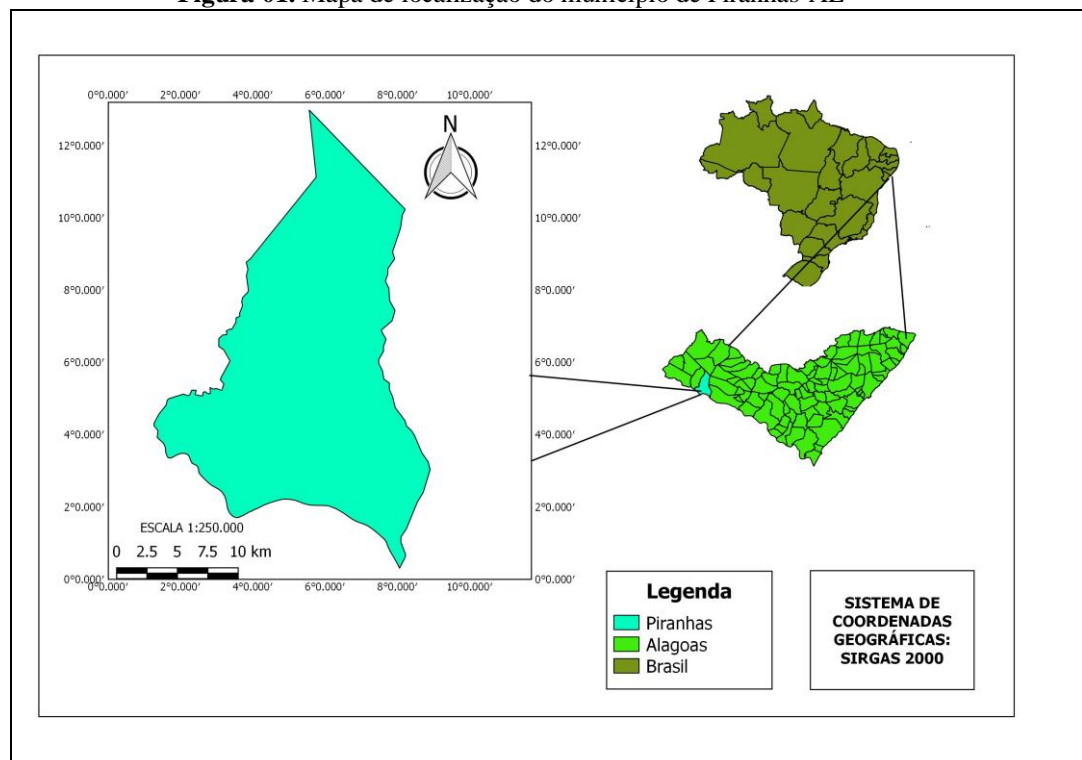 Figura 01. Mapa de localização do município de Piranhas-AL
0°0.000' 2°0.000' 4°0.000' 6°0.000' 8°0.000' 10°0.000'
N
12°0.000' 12°0.000'
10°0.000' 10°0.000'
8°0.000' 8°0.000'
6°0.000' 6°0.000'
4°0.000' 4°0.000'
2°0.000' 2°0.000'
ESCALA 1:250.000
0 2.5 5 7.5 10 km
0°0.000' 0°0.000'
0°0.000' 2°0.000' 4°0.000' 6°0.000' 8°0.000' 10°0.000'
Legenda
Piranhas
Alagoas
Brasil
SISTEMA DE
COORDENADAS
GEOGRÁFICAS:
SIRGAS 2000